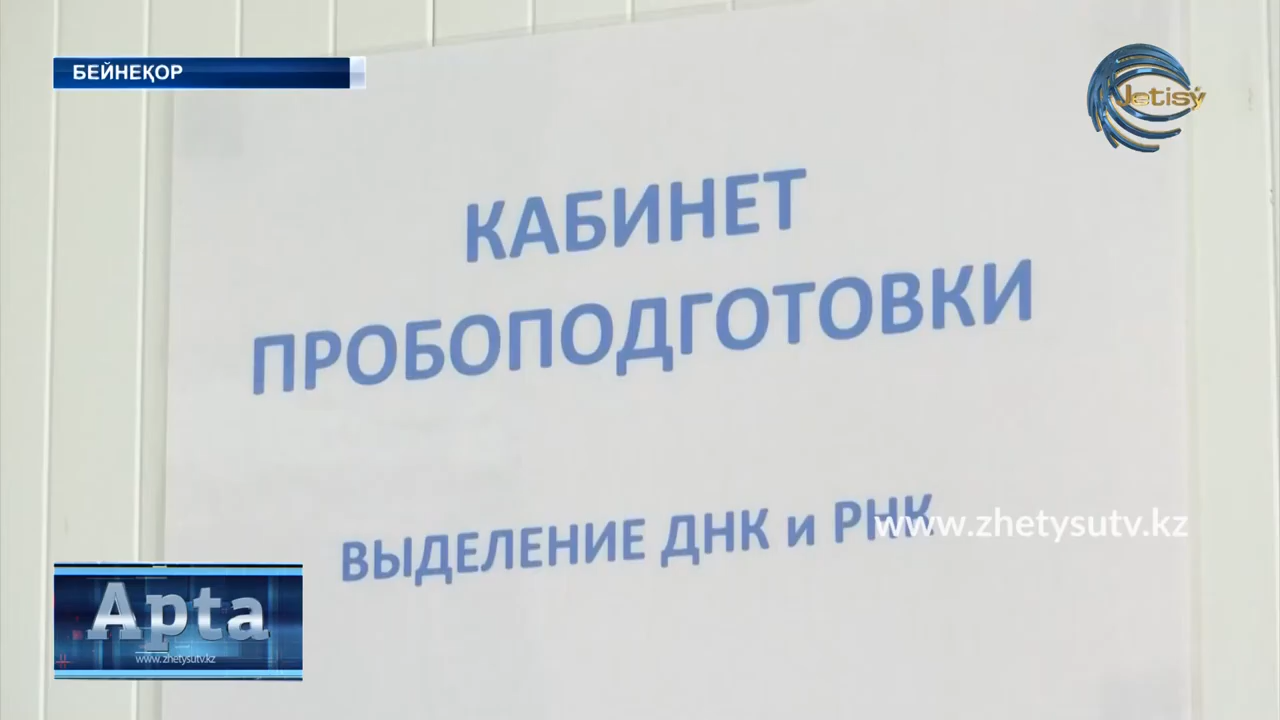 БЕЙНЕҚОР
Jetisý
КАБИНЕТ
ПРОБОПОДГОТОВКИ
ВЫДЕЛЕНИЕ ДНК и РНК
www.zhetysutv.kz
Apta
www.zhetysutv.kz